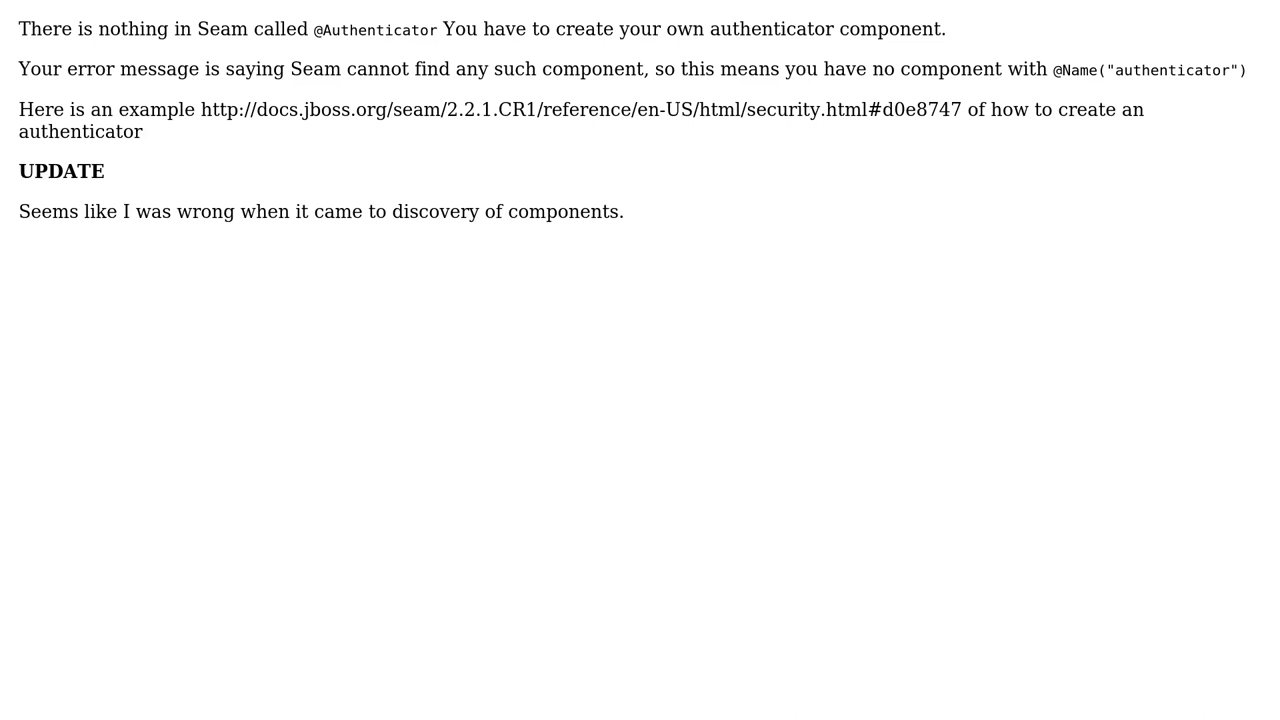 There is nothing in Seam called @Authenticator You have to create your own authenticator component.
Your error message is saying Seam cannot find any such component, so this means you have no component with @Name("authenticator")
Here is an example http://docs.jboss.org/seam/2.2.1.CR1/reference/en-US/html/security.html#d0e8747 of how to create an
authenticator
UPDATE
Seems like I was wrong when it came to discovery of components.